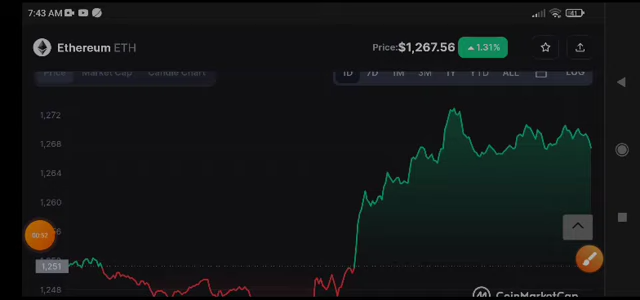 7:43 AM
Ethereum ETH
Price: $1,267.56 1.31%
Price Market Cap Candle Chart
1D 7D 1M 3M 1Y YTD ALL LOG
1,272
1,268
1,264
1,260
1,251
1,248
CoinMarketCap